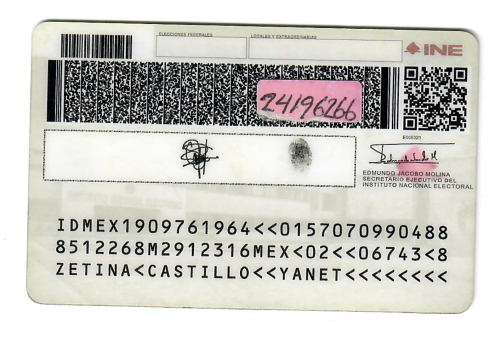 ELECCIONES FEDERALES
LOCALES Y EXTRAORDINARIAS
INE
24196266
EDMUNDO JACOBO MOLINA
SECRETARIO EJECUTIVO DEL
INSTITUTO NACIONAL ELECTORAL
IDMEX1909761964<<0157070990488
8512268M2912316MEX<02<<06743<8
ZETINA<CASTILLO<<YANET<<<<<<<<